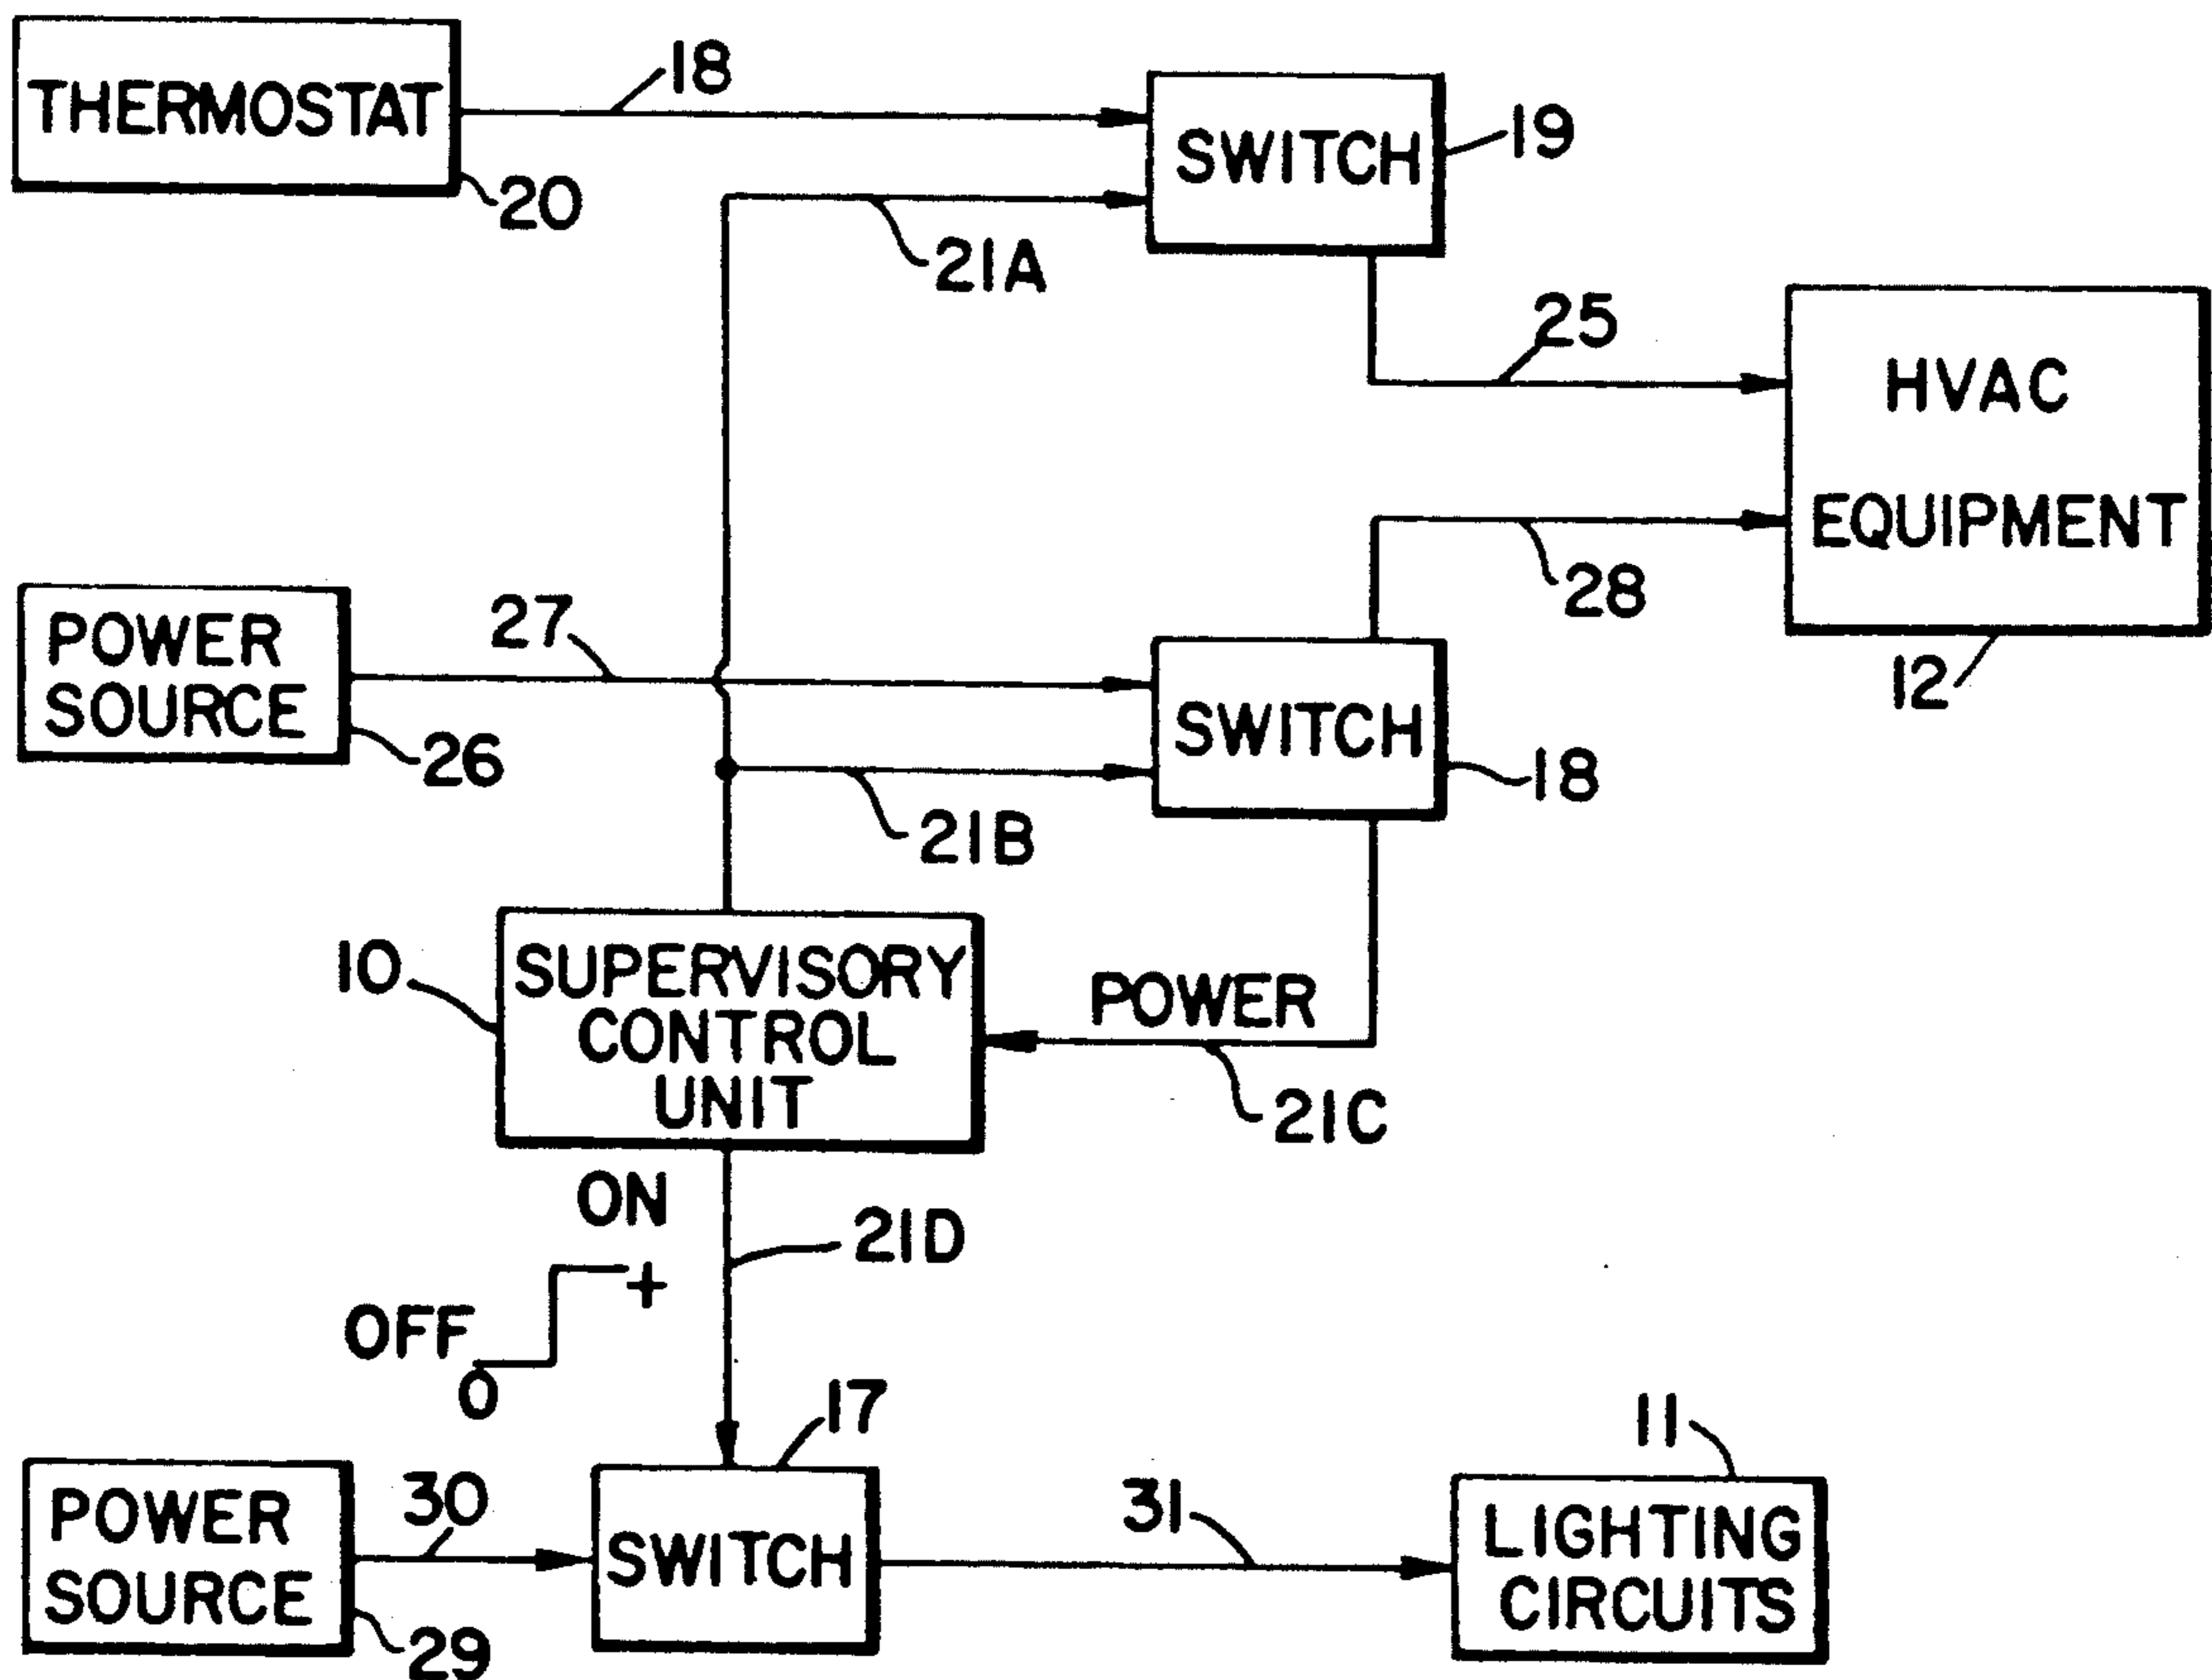 18
THERMOSTAT
20
SWITCH
19
21A
25
HVAC
EQUIPMENT
12
28
POWER
SOURCE
26
27
SWITCH
18
21B
10
SUPERVISORY
CONTROL
UNIT
POWER
21C
ON
+
OFF
0
21D
17
POWER
SOURCE
29
30
SWITCH
31
11
LIGHTING
CIRCUITS